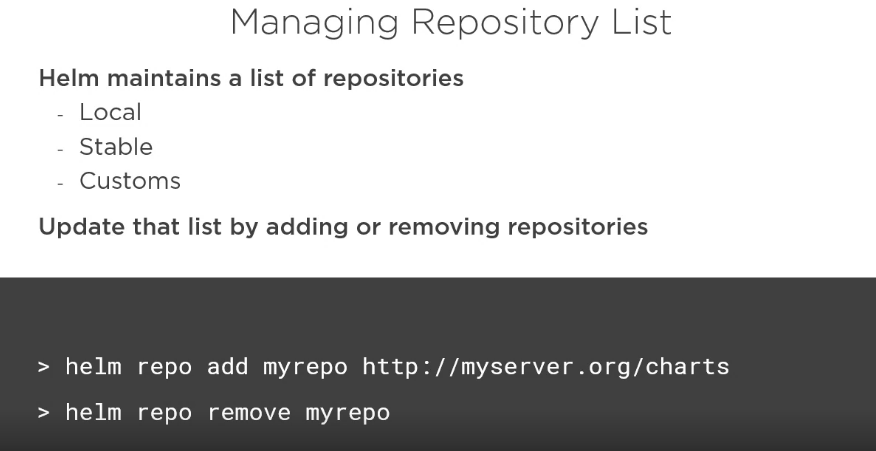 Managing Repository List
Helm maintains a list of repositories
- Local
- Stable
- Customs
Update that list by adding or removing repositories
> helm repo add myrepo http://myserver.org/charts
> helm repo remove myrepo